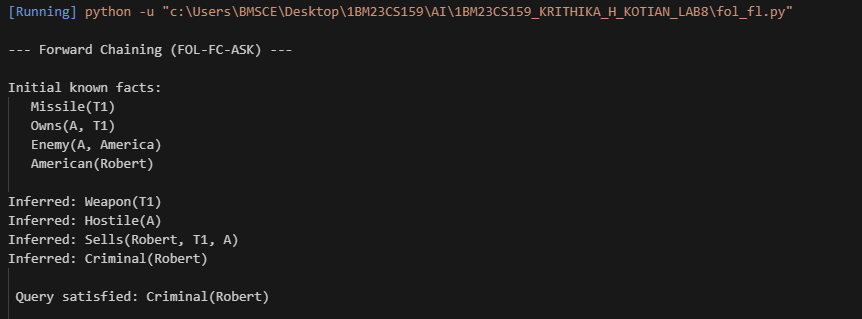 [Running] python -u "c:\Users\BMSCE\Desktop\1BM23CS159\AI\1BM23CS159_KRITHIKA_H_KOTIAN_LAB8\fol_fl.py"
--- Forward Chaining (FOL-FC-ASK) ---
Initial known facts:
Missile(T1)
Owns(A, T1)
Enemy(A, America)
American(Robert)
Inferred: Weapon(T1)
Inferred: Hostile(A)
Inferred: Sells(Robert, T1, A)
Inferred: Criminal(Robert)
Query satisfied: Criminal(Robert)